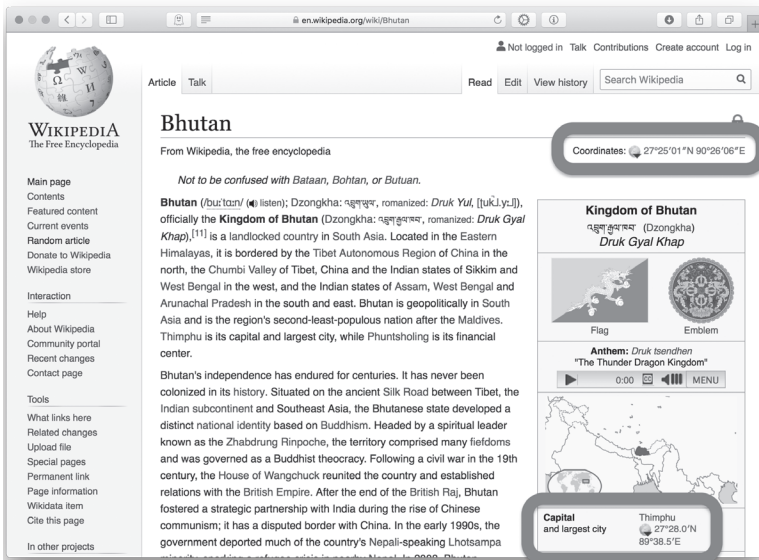 en.wikipedia.org/wiki/Bhutan
Not logged in Talk Contributions Create account Log in
Article Talk
Read Edit View history
Search Wikipedia
WIKIPEDIA
The Free Encyclopedia
Main page
Contents
Featured content
Current events
Random article
Donate to Wikipedia
Wikipedia store
Interaction
Help
About Wikipedia
Community portal
Recent changes
Contact page
Tools
What links here
Related changes
Upload file
Special pages
Permanent link
Page information
Wikidata item
Cite this page
In other projects
Bhutan
Coordinates: 27°25′01″N 90°26′06″E
From Wikipedia, the free encyclopedia
Not to be confused with Bataan, Bohtan, or Butuan.
Bhutan (/buːˈtɑːn/ (listen); Dzongkha: འབྲུག་ཡུལ་, romanized: Druk Yul, [ʈuk̚˩.yː˩]),
officially the Kingdom of Bhutan (Dzongkha: འབྲུག་རྒྱལ་ཁབ་, romanized: Druk Gyal
Khap),[11] is a landlocked country in South Asia. Located in the Eastern
Himalayas, it is bordered by the Tibet Autonomous Region of China in the
north, the Chumbi Valley of Tibet, China and the Indian states of Sikkim and
West Bengal in the west, and the Indian states of Assam, West Bengal and
Arunachal Pradesh in the south and east. Bhutan is geopolitically in South
Asia and is the region's second-least-populous nation after the Maldives.
Thimphu is its capital and largest city, while Phuntsholing is its financial
center.
Bhutan's independence has endured for centuries. It has never been
colonized in its history. Situated on the ancient Silk Road between Tibet, the
Indian subcontinent and Southeast Asia, the Bhutanese state developed a
distinct national identity based on Buddhism. Headed by a spiritual leader
known as the Zhabdrung Rinpoche, the territory comprised many fiefdoms
and was governed as a Buddhist theocracy. Following a civil war in the 19th
century, the House of Wangchuck reunited the country and established
relations with the British Empire. After the end of the British Raj, Bhutan
fostered a strategic partnership with India during the rise of Chinese
communism; it has a disputed border with China. In the early 1990s, the
government deported much of the country's Nepali-speaking Lhotsampa
Kingdom of Bhutan
འབྲུག་རྒྱལ་ཁབ་ (Dzongkha)
Druk Gyal Khap
Flag
Emblem
Anthem: Druk tsendhen
"The Thunder Dragon Kingdom"
0:00 MENU
Capital
and largest city
Thimphu
27°28.0′N
89°38.5′E